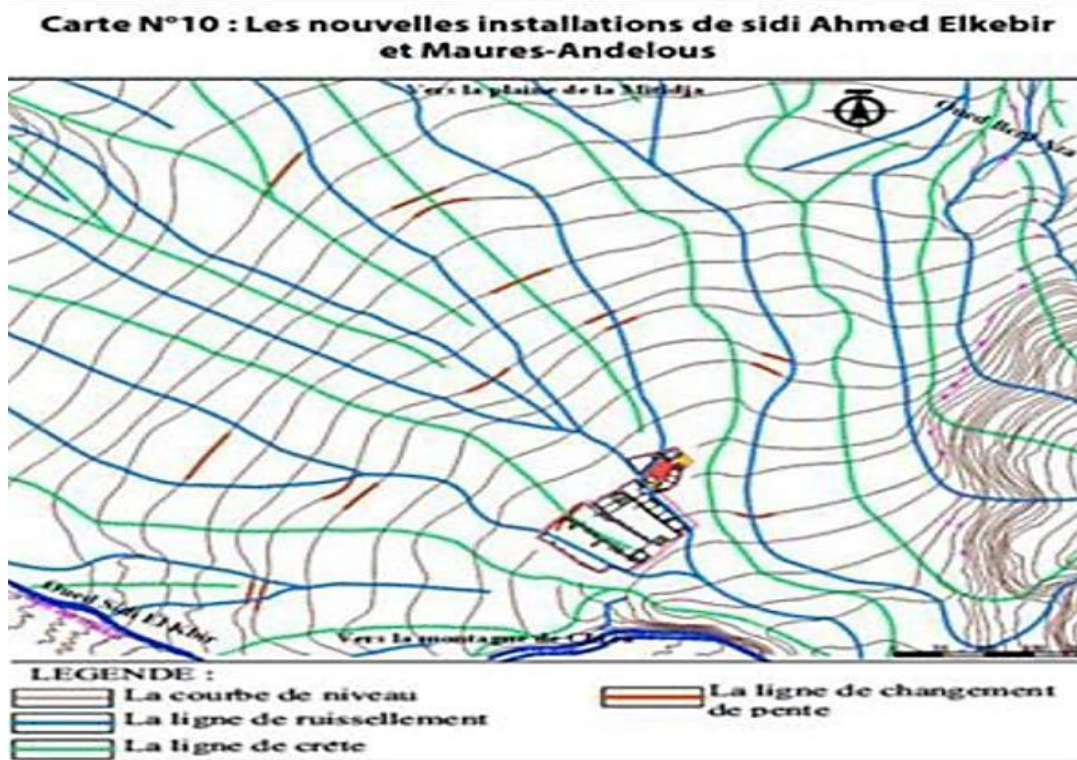 Carte N°10 : Les nouvelles installations de sidi Ahmed Elkebir
et Maures-Andelous
Vers la plaine de la Mitidja
Oued Beni Aza
Oued Sidi El-kebir
Vers la montagne de
LEGENDE :
La courbe de niveau
La ligne de ruissellement
La ligne de crête
La ligne de changement
de pente